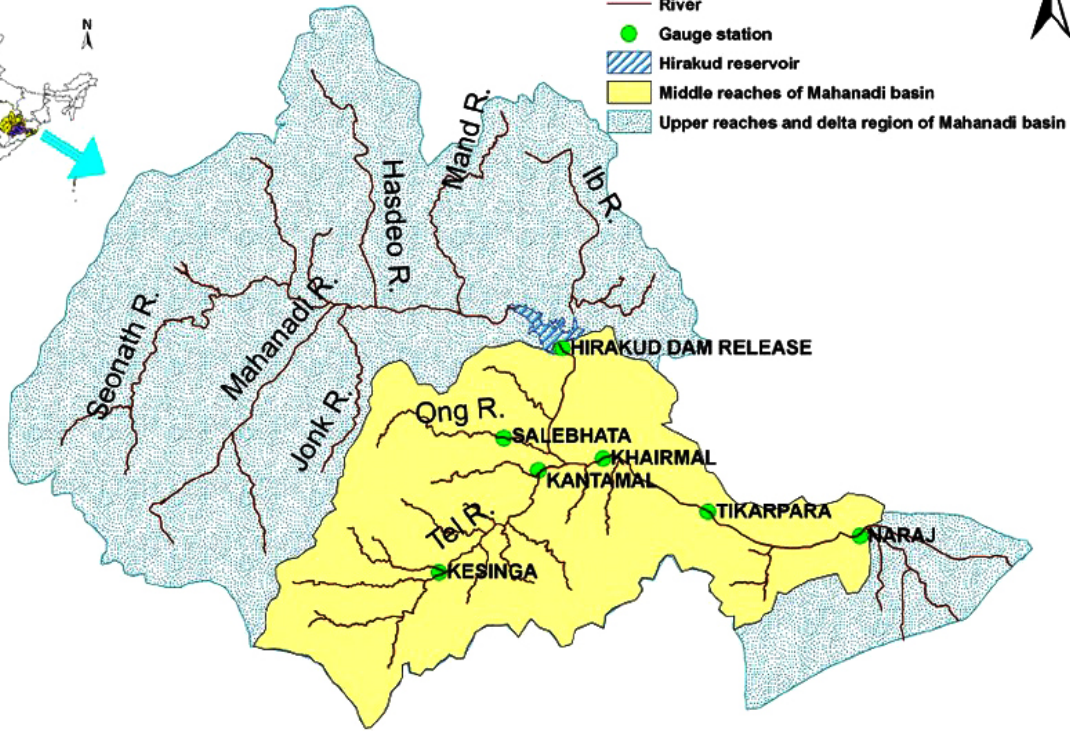 N
River
Gauge station
Hirakud reservoir
Middle reaches of Mahanadi basin
Upper reaches and delta region of Mahanadi basin
Mand R.
Hasdeo R.
Ib R.
Seonath R.
Mahanadi R.
Jonk R.
HIRAKUD DAM RELEASE
Ong R.
SALEBHATA
KHAIRMAL
KANTAMAL
Tel R.
TIKARPARA
NARAJ
KESINGA